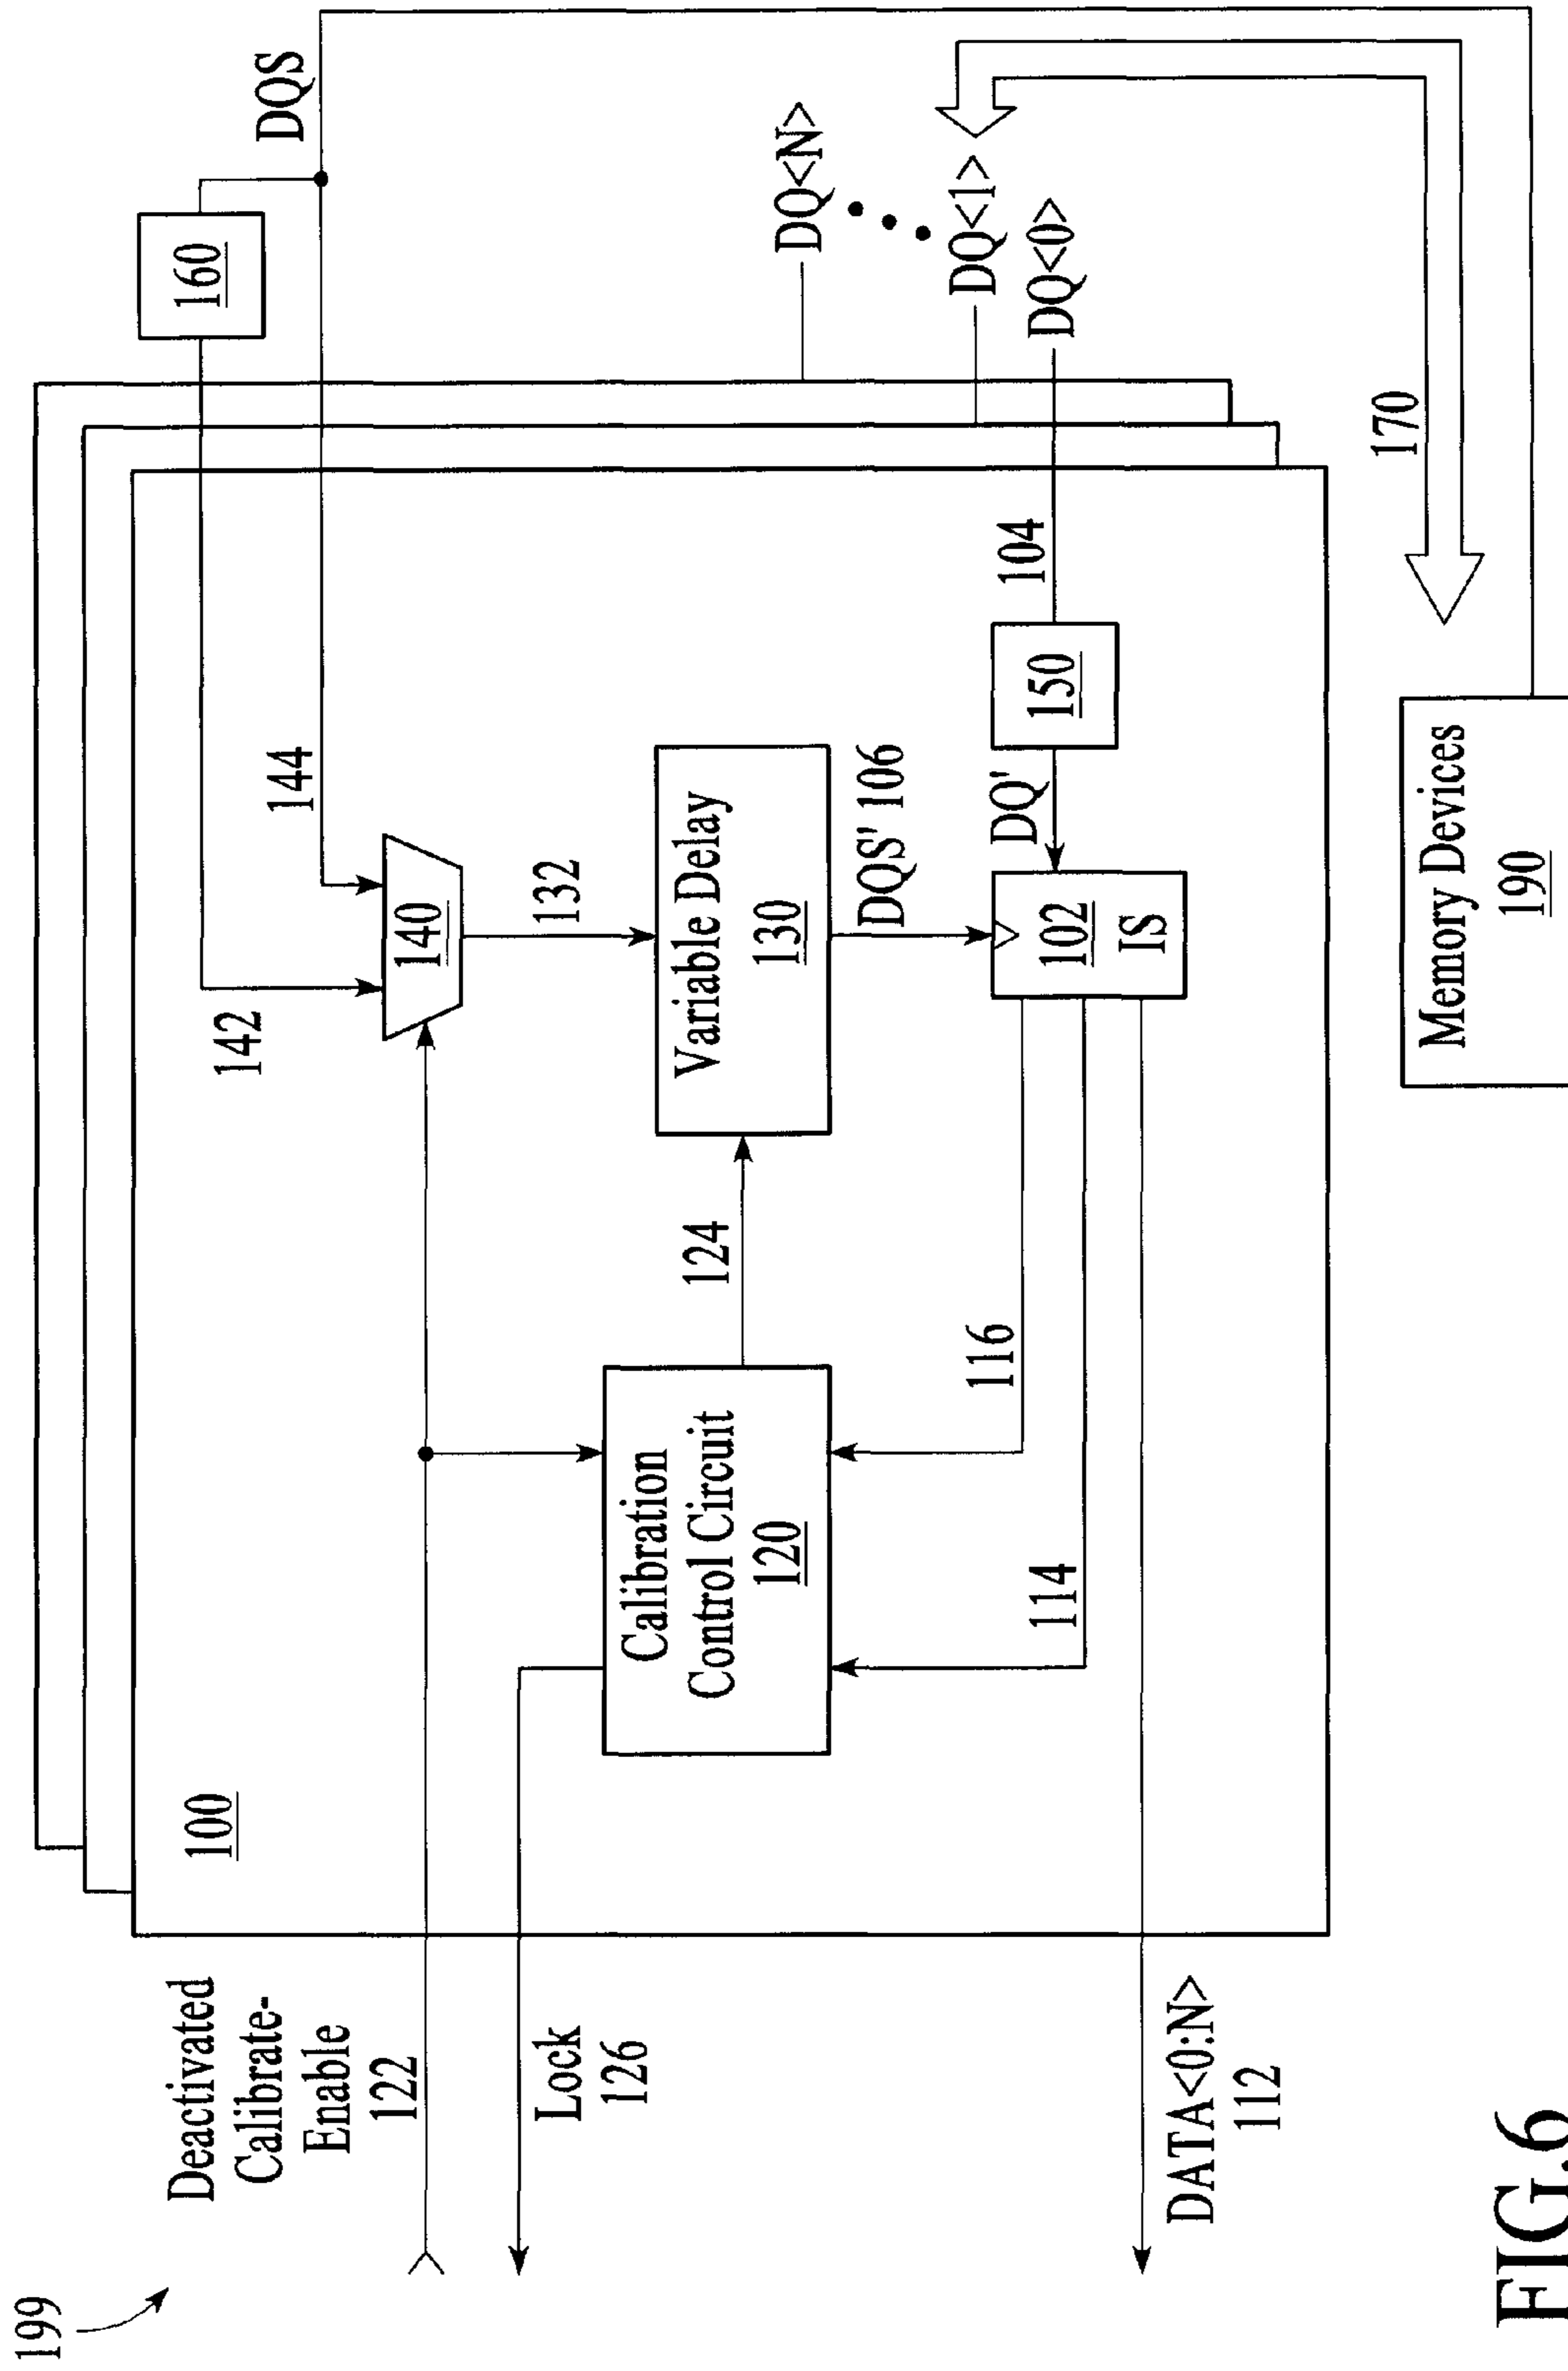 199
Deactivated
Calibrate-
Enable
122
Lock
126
DATA<0:N>
112
100
142
144
160
DQS
140
132
Calibration
Control Circuit
120
124
Variable Delay
130
DQS' 106
116
114
102
IS
DQ'
150
104
DQ<N>
DQ<1>
DQ<0>
170
Memory Devices
190
FIG.6